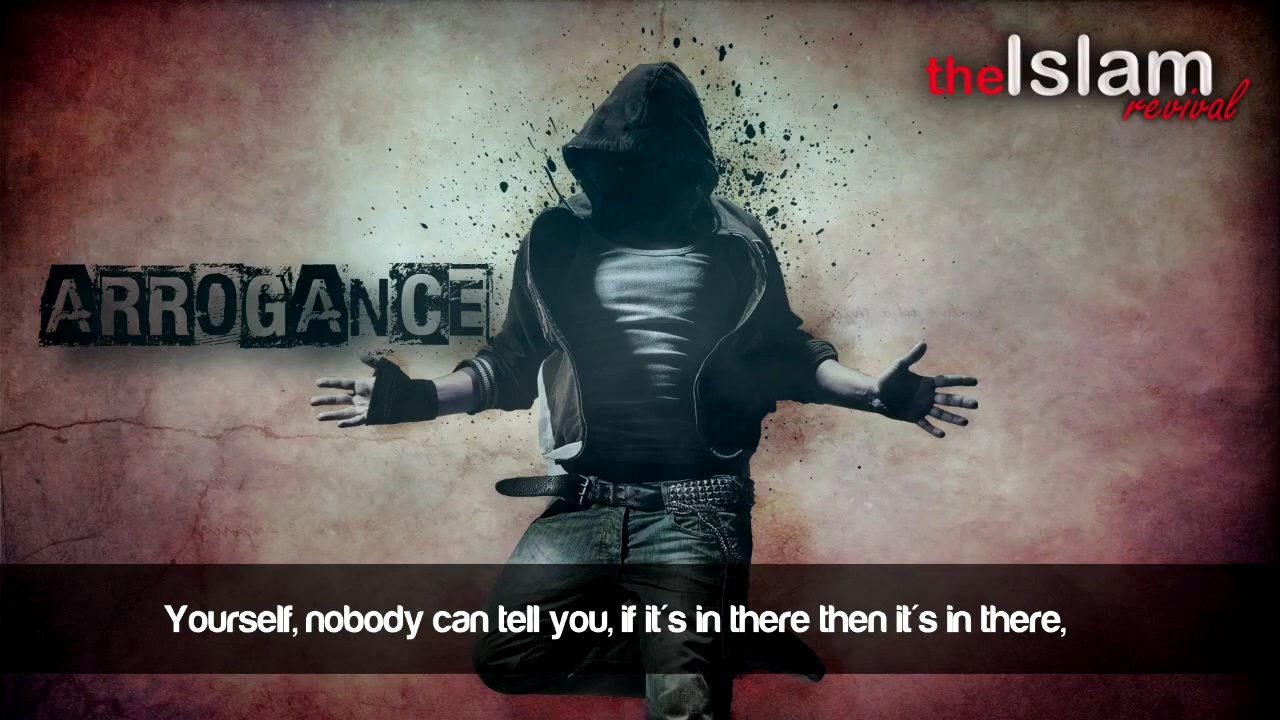 theIslam
revival
ARROGANCE
Yourself, nobody can tell you, if it´s in there then it´s in there,